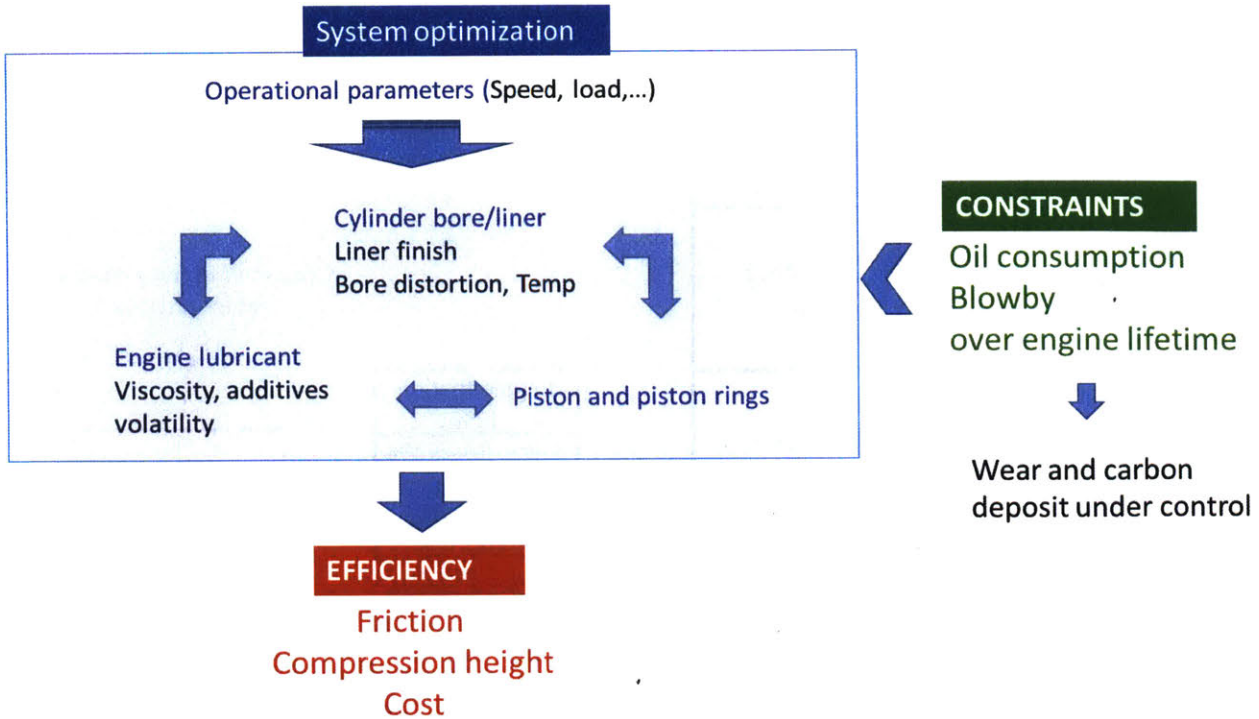 System optimization
Operational parameters (Speed, load,...)
Cylinder bore/liner
Liner finish
Bore distortion, Temp
Engine lubricant
Viscosity, additives
volatility
Piston and piston rings
CONSTRAINTS
Oil consumption
Blowby
over engine lifetime
Wear and carbon
deposit under control
EFFICIENCY
Friction
Compression height
Cost